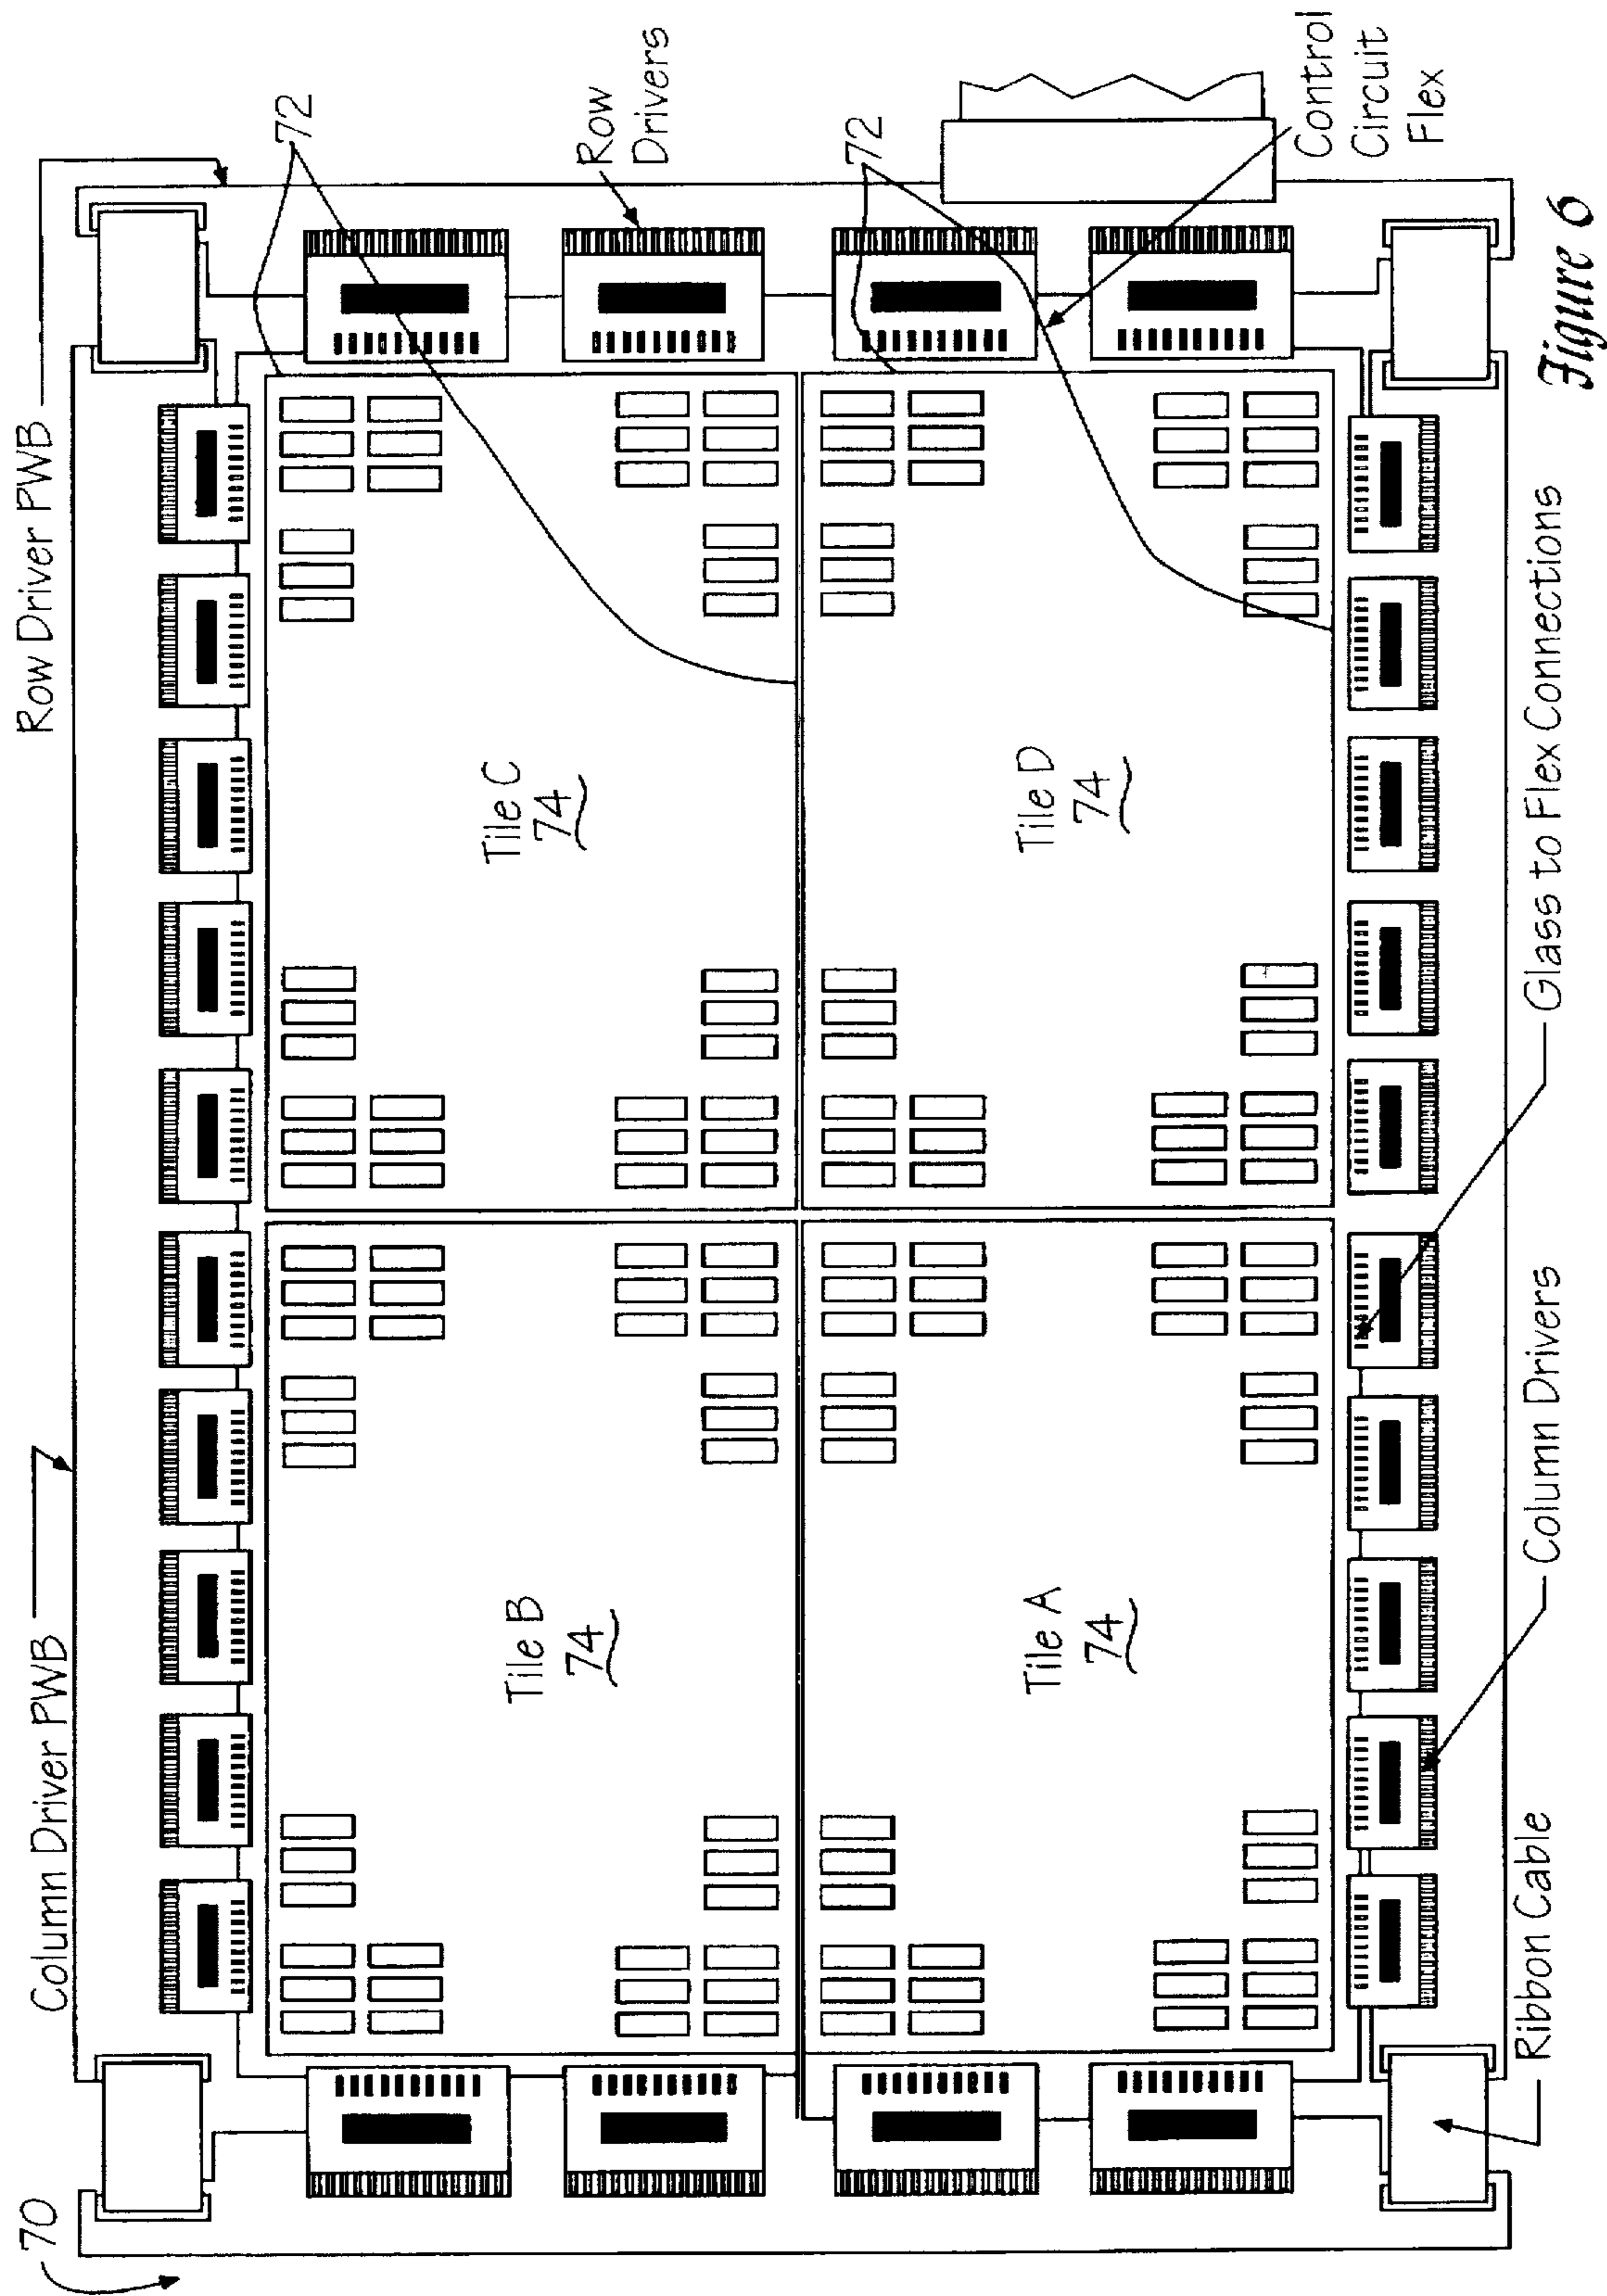 70
Column Driver PWB
Row Driver PWB
72
Row
Drivers
72
Control
Circuit
Flex
Tile B
74
Tile C
74
Tile A
74
Tile D
74
Ribbon Cable
Column Drivers
Glass to Flex Connections
Figure 6